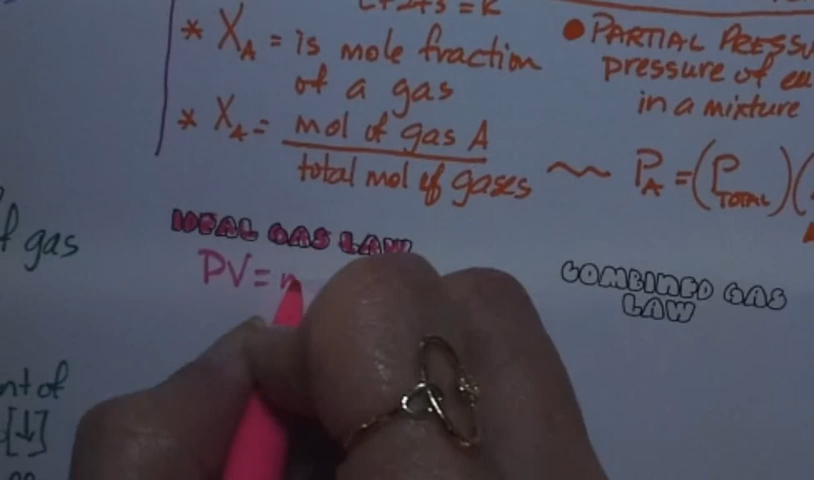 * X_A = is mole fraction
of a gas
* X_A = mol of gas A
total mol of gases
P_A = (P_TOTAL)(
• PARTIAL PRESSU
pressure of ea
in a mixture
f gas
IDEAL GAS LAW
PV = n
COMBINED GAS
LAW
nt of
[↓]